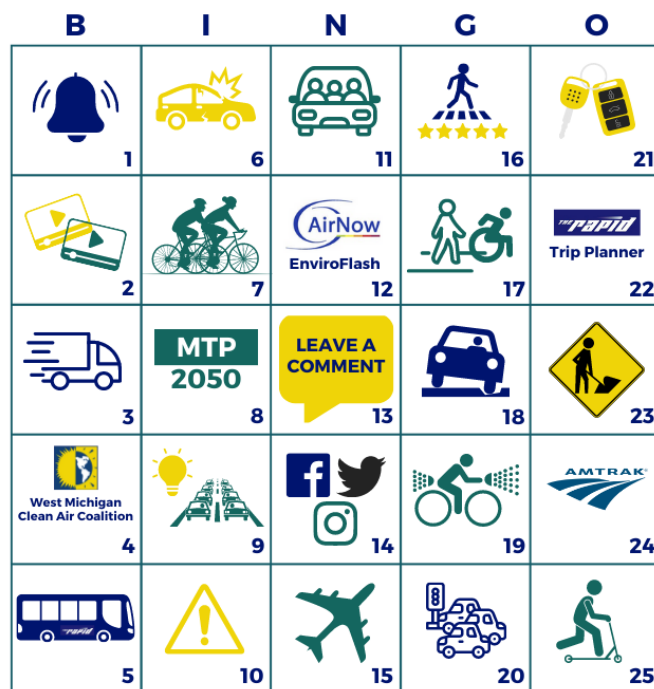 B I N G O
1 6 11 16 21
AirNow
EnviroFlash
THE rapid
Trip Planner
2 7 12 17 22
MTP
2050
LEAVE A
COMMENT
3 8 13 18 23
West Michigan
Clean Air Coalition
AMTRAK
4 9 14 19 24
THE rapid
5 10 15 20 25